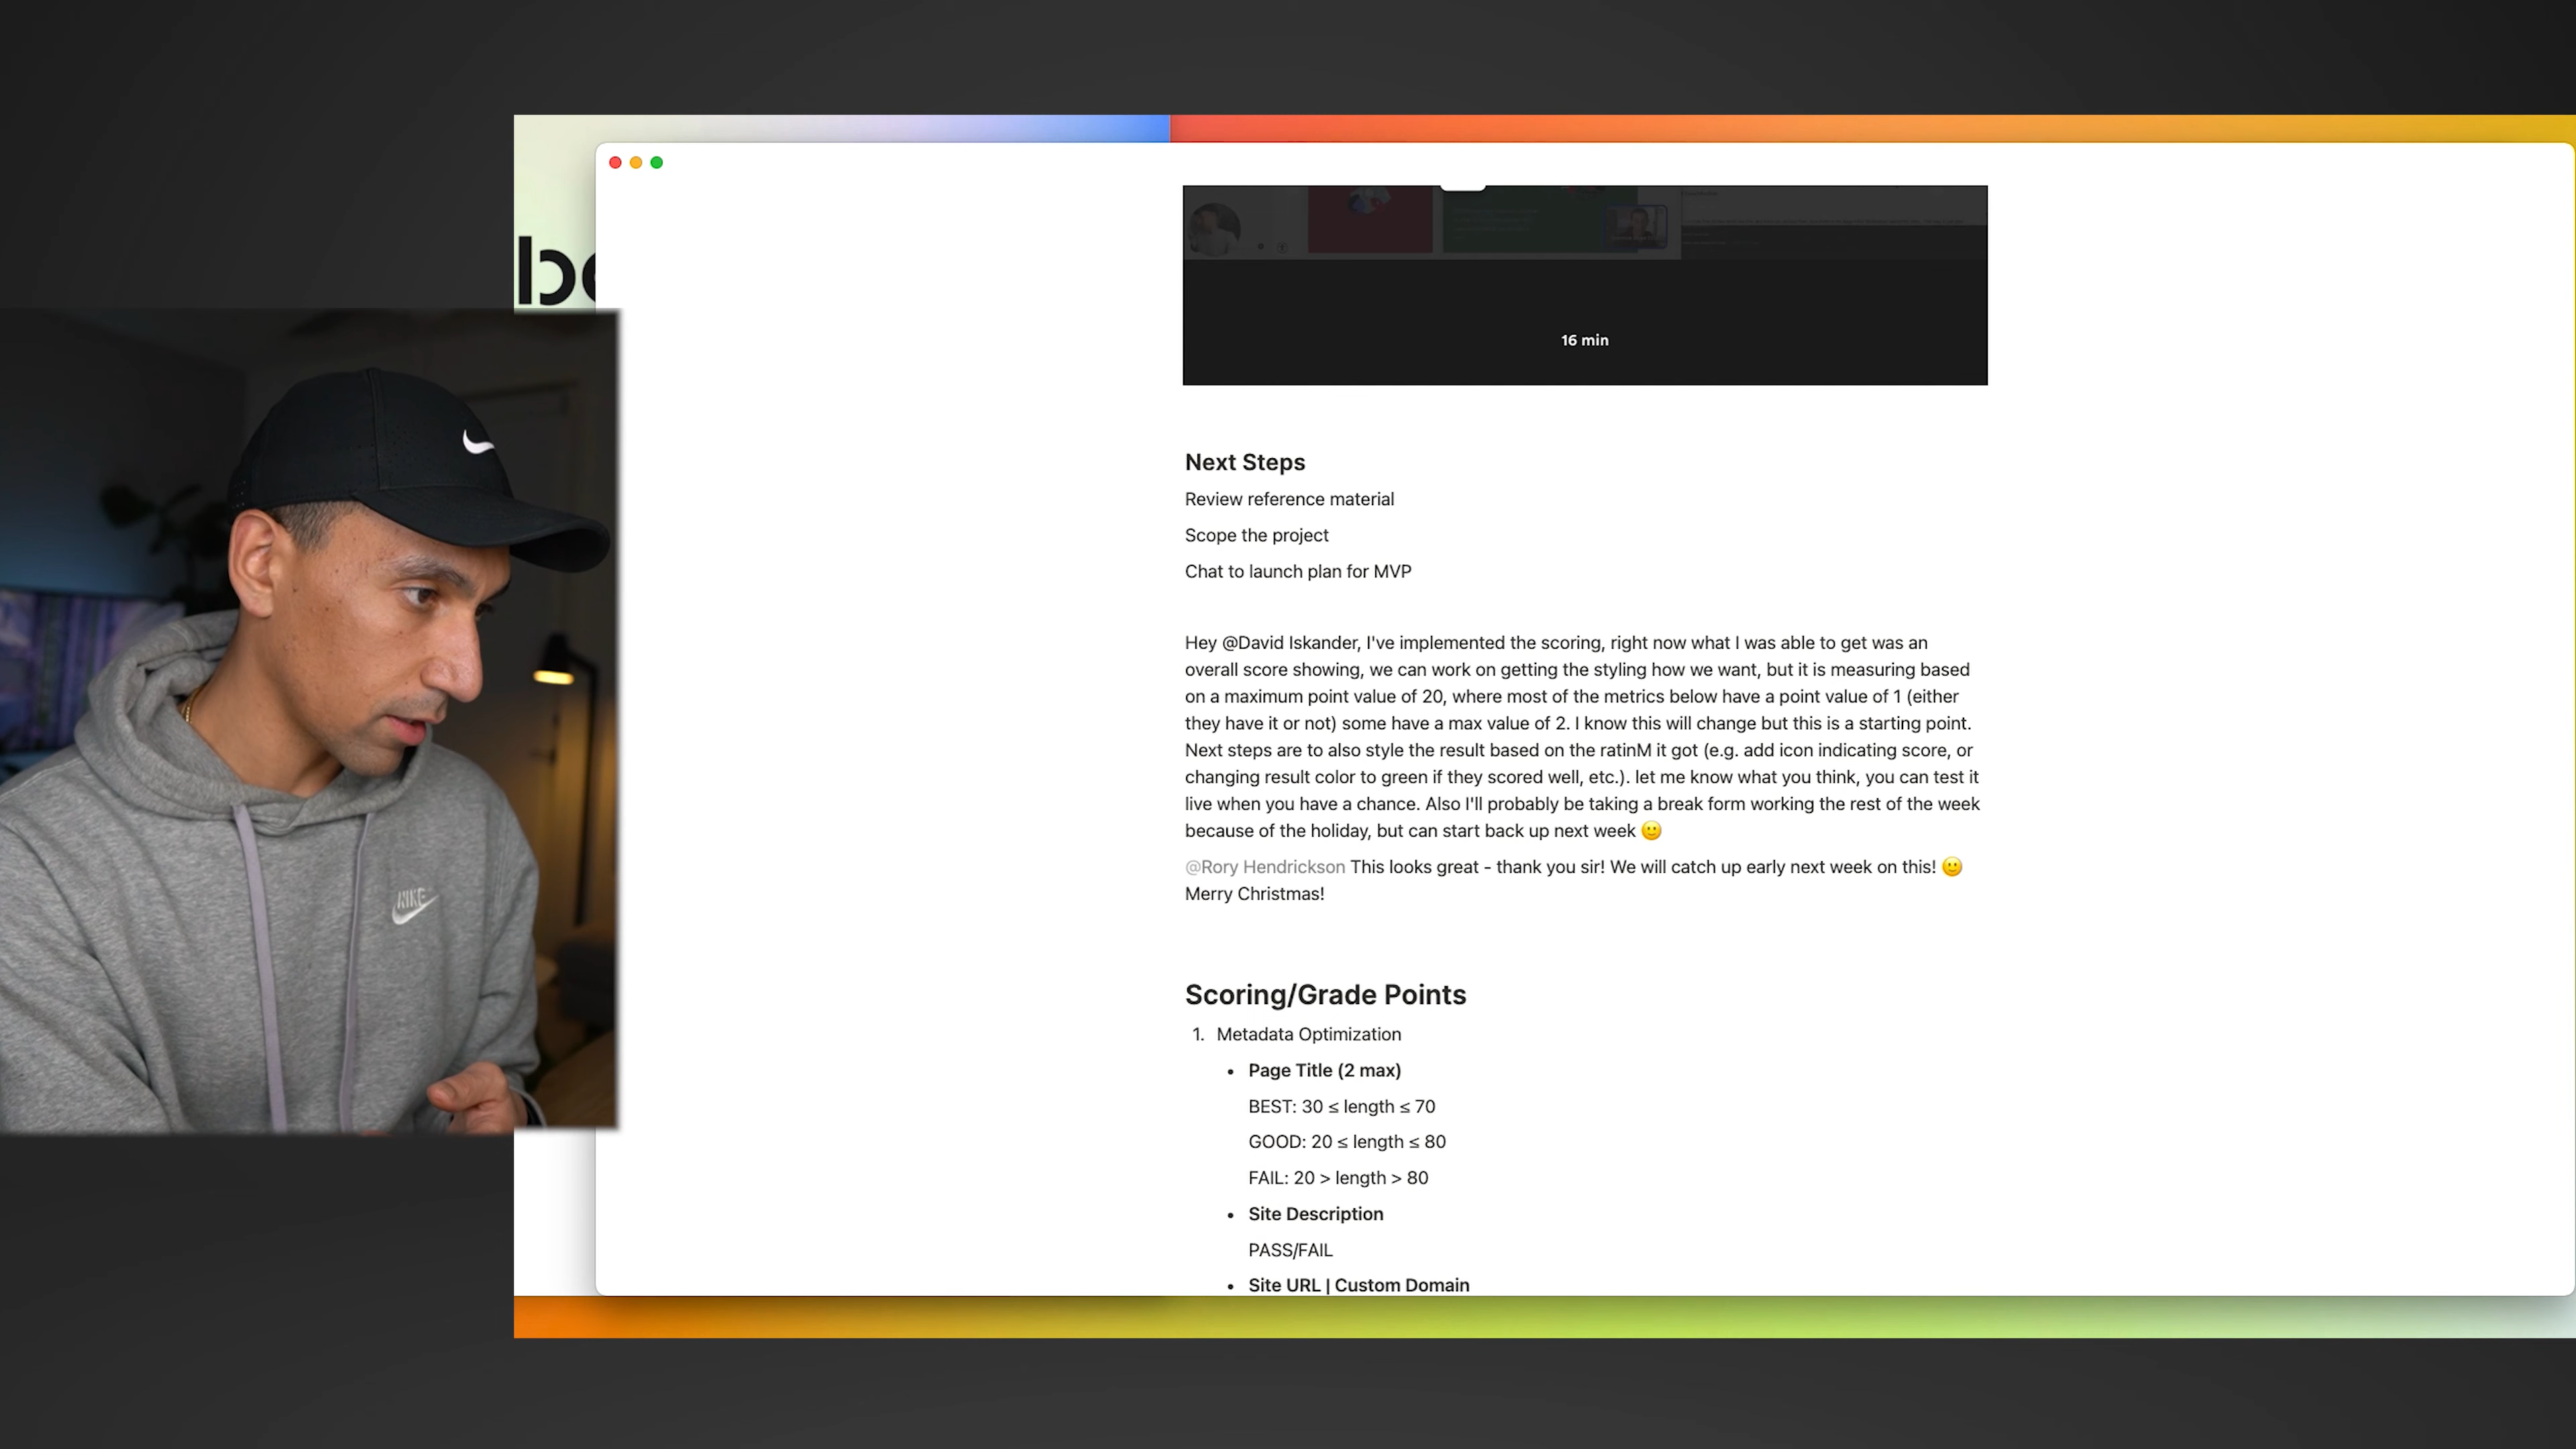 16 min
Next Steps
Review reference material
Scope the project
Chat to launch plan for MVP
Hey @David Iskander, I've implemented the scoring, right now what I was able to get was an
overall score showing, we can work on getting the styling how we want, but it is measuring based
on a maximum point value of 20, where most of the metrics below have a point value of 1 (either
they have it or not) some have a max value of 2. I know this will change but this is a starting point.
Next steps are to also style the result based on the ratinM it got (e.g. add icon indicating score, or
changing result color to green if they scored well, etc.). let me know what you think, you can test it
live when you have a chance. Also I'll probably be taking a break form working the rest of the week
because of the holiday, but can start back up next week 🙂
@Rory Hendrickson This looks great - thank you sir! We will catch up early next week on this! 🙂
Merry Christmas!
Scoring/Grade Points
1. Metadata Optimization
• Page Title (2 max)
BEST: 30 ≤ length ≤ 70
GOOD: 20 ≤ length ≤ 80
FAIL: 20 > length > 80
• Site Description
PASS/FAIL
• Site URL | Custom Domain
NIKE